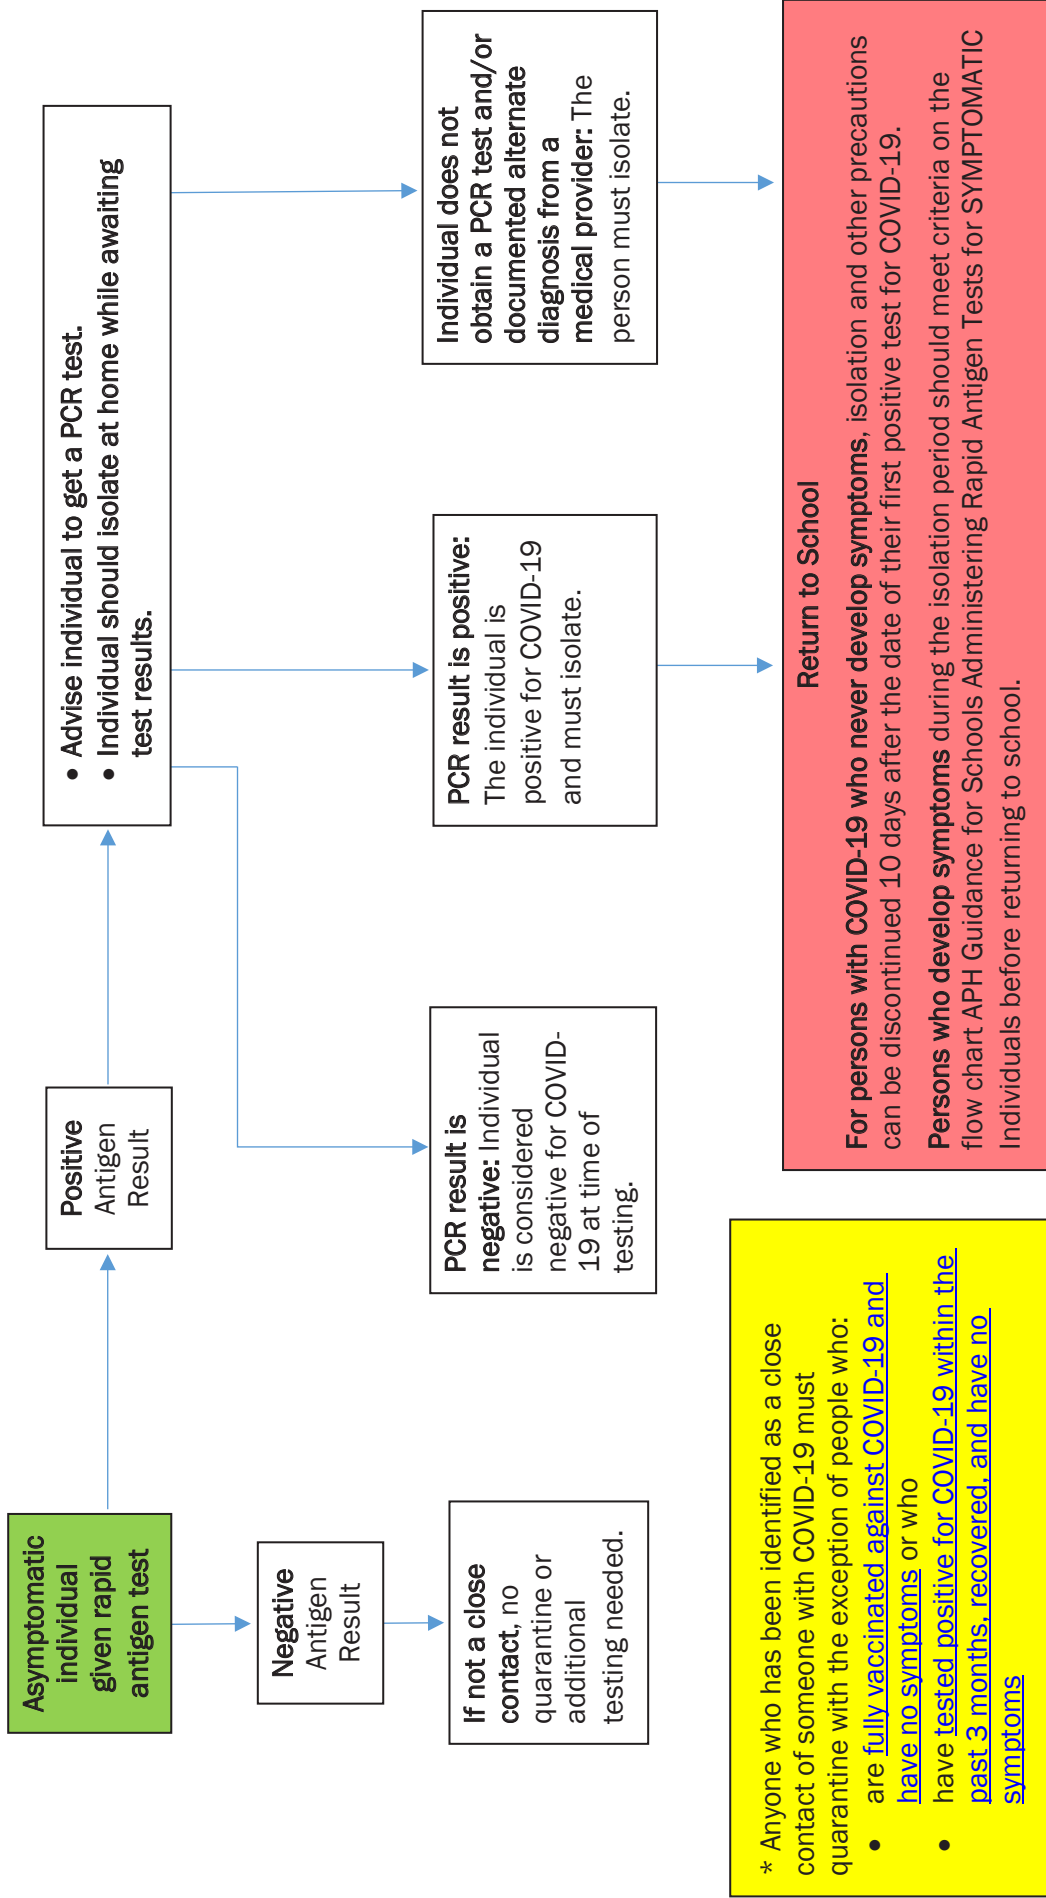 Asymptomatic
individual
given rapid
antigen test
Positive
Antigen
Result
• Advise individual to get a PCR test.
• Individual should isolate at home while awaiting
test results.
Negative
Antigen
Result
If not a close
contact, no
quarantine or
additional
testing needed.
PCR result is
negative: Individual
is considered
negative for COVID-
19 at time of
testing.
PCR result is positive:
The individual is
positive for COVID-19
and must isolate.
Individual does not
obtain a PCR test and/or
documented alternate
diagnosis from a
medical provider: The
person must isolate.
* Anyone who has been identified as a close
contact of someone with COVID-19 must
quarantine with the exception of people who:
• are fully vaccinated against COVID-19 and
have no symptoms or who
• have tested positive for COVID-19 within the
past 3 months, recovered, and have no
symptoms
Return to School
For persons with COVID-19 who never develop symptoms, isolation and other precautions
can be discontinued 10 days after the date of their first positive test for COVID-19.
Persons who develop symptoms during the isolation period should meet criteria on the
flow chart APH Guidance for Schools Administering Rapid Antigen Tests for SYMPTOMATIC
Individuals before returning to school.